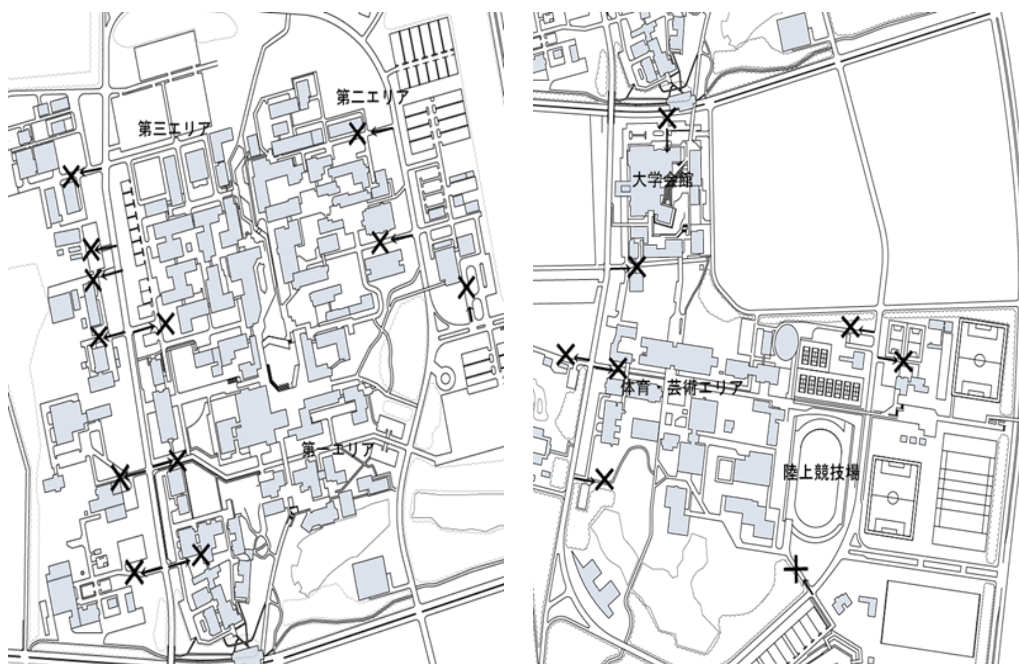 第二エリア
第三エリア
第一エリア
大学会館
体育・芸術エリア
陸上競技場